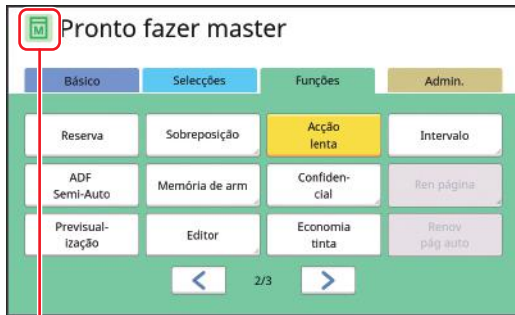 M Pronto fazer master
Básico Selecções Funções Admin.
Reserva Sobreposição Acção lenta Intervalo
ADF Semi-Auto Memória de arm Confiden-cial Ren página
Previsual-ização Editor Economia tinta Renov pág auto
< 2/3 >